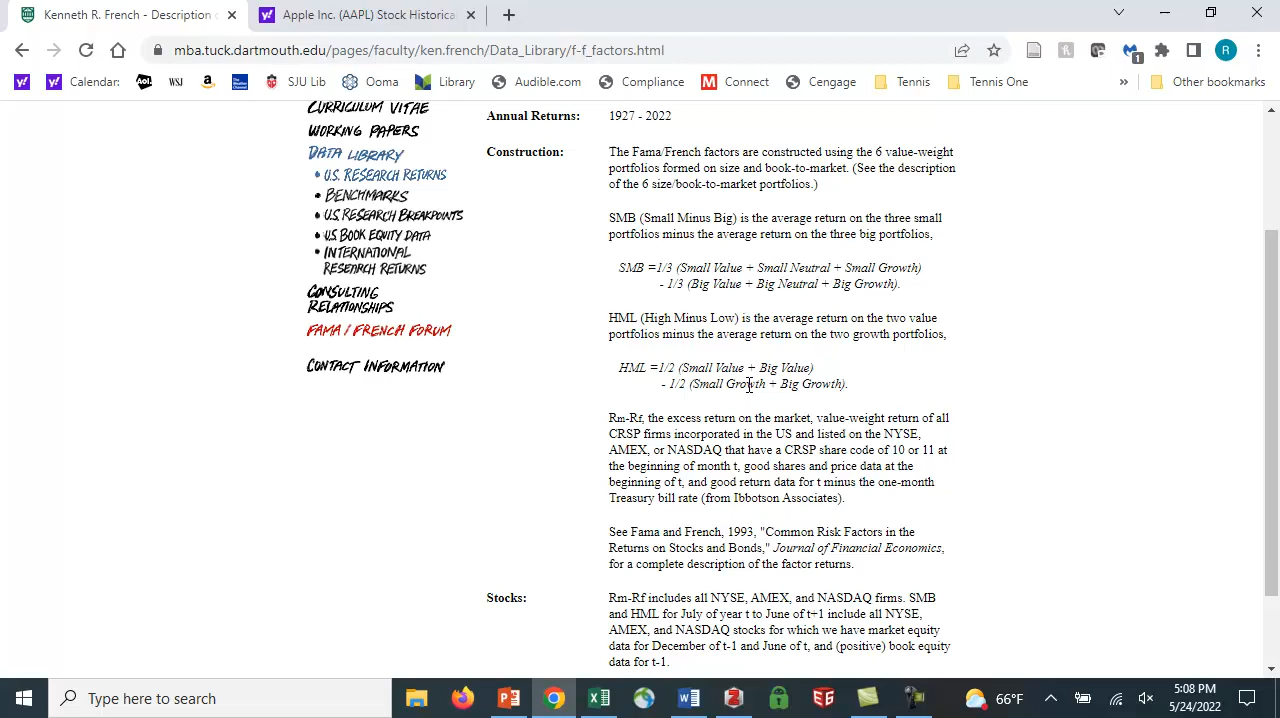 Kenneth R. French - Description
Apple Inc. (AAPL) Stock Historica
mba.tuck.dartmouth.edu/pages/faculty/ken.french/Data_Library/f-f_factors.html
1
R
Calendar:
Aol.
WSJ
SJU Lib
Ooma
Library
Audible.com
Compliance
Connect
Cengage
Tennis
Tennis One
»
Other bookmarks
CURRICULUM VITAE
WORKING PAPERS
DATA LIBRARY
• U.S. RESEARCH RETURNS
• BENCHMARKS
• U.S. RESEARCH BREAKPOINTS
• U.S. BOOK EQUITY DATA
• INTERNATIONAL
RESEARCH RETURNS
CONSULTING
RELATIONSHIPS
FAMA / FRENCH FORUM
CONTACT INFORMATION
Annual Returns: 1927 - 2022
Construction: The Fama/French factors are constructed using the 6 value-weight
portfolios formed on size and book-to-market. (See the description
of the 6 size/book-to-market portfolios.)
SMB (Small Minus Big) is the average return on the three small
portfolios minus the average return on the three big portfolios,
SMB =1/3 (Small Value + Small Neutral + Small Growth)
- 1/3 (Big Value + Big Neutral + Big Growth).
HML (High Minus Low) is the average return on the two value
portfolios minus the average return on the two growth portfolios,
HML =1/2 (Small Value + Big Value)
- 1/2 (Small Growth + Big Growth).
Rm-Rf, the excess return on the market, value-weight return of all
CRSP firms incorporated in the US and listed on the NYSE,
AMEX, or NASDAQ that have a CRSP share code of 10 or 11 at
the beginning of month t, good shares and price data at the
beginning of t, and good return data for t minus the one-month
Treasury bill rate (from Ibbotson Associates).
See Fama and French, 1993, "Common Risk Factors in the
Returns on Stocks and Bonds," Journal of Financial Economics,
for a complete description of the factor returns.
Stocks: Rm-Rf includes all NYSE, AMEX, and NASDAQ firms. SMB
and HML for July of year t to June of t+1 include all NYSE,
AMEX, and NASDAQ stocks for which we have market equity
data for December of t-1 and June of t, and (positive) book equity
data for t-1.
Type here to search
66°F
5:08 PM
5/24/2022